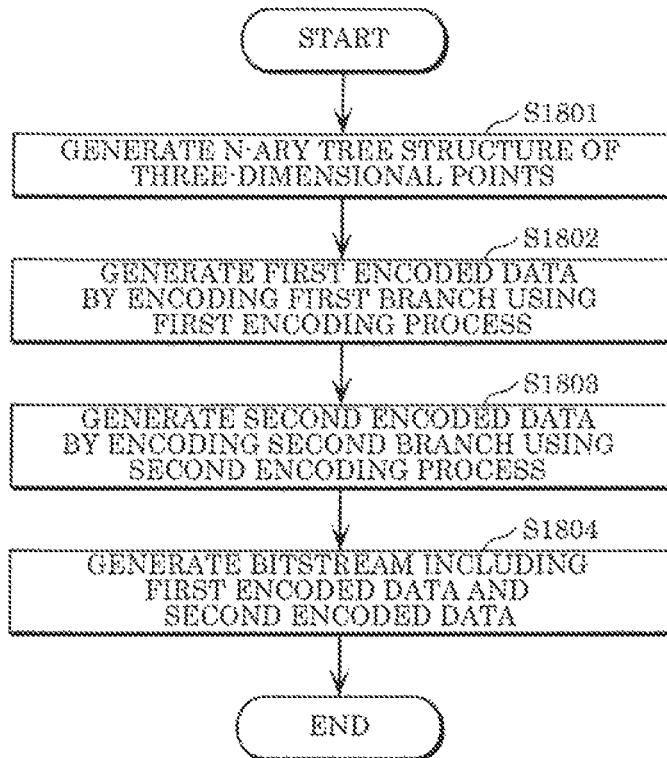 START
S1801
GENERATE N-ARY TREE STRUCTURE OF
THREE-DIMENSIONAL POINTS
S1802
GENERATE FIRST ENCODED DATA
BY ENCODING FIRST BRANCH USING
FIRST ENCODING PROCESS
S1803
GENERATE SECOND ENCODED DATA
BY ENCODING SECOND BRANCH USING
SECOND ENCODING PROCESS
S1804
GENERATE BITSTREAM INCLUDING
FIRST ENCODED DATA AND
SECOND ENCODED DATA
END